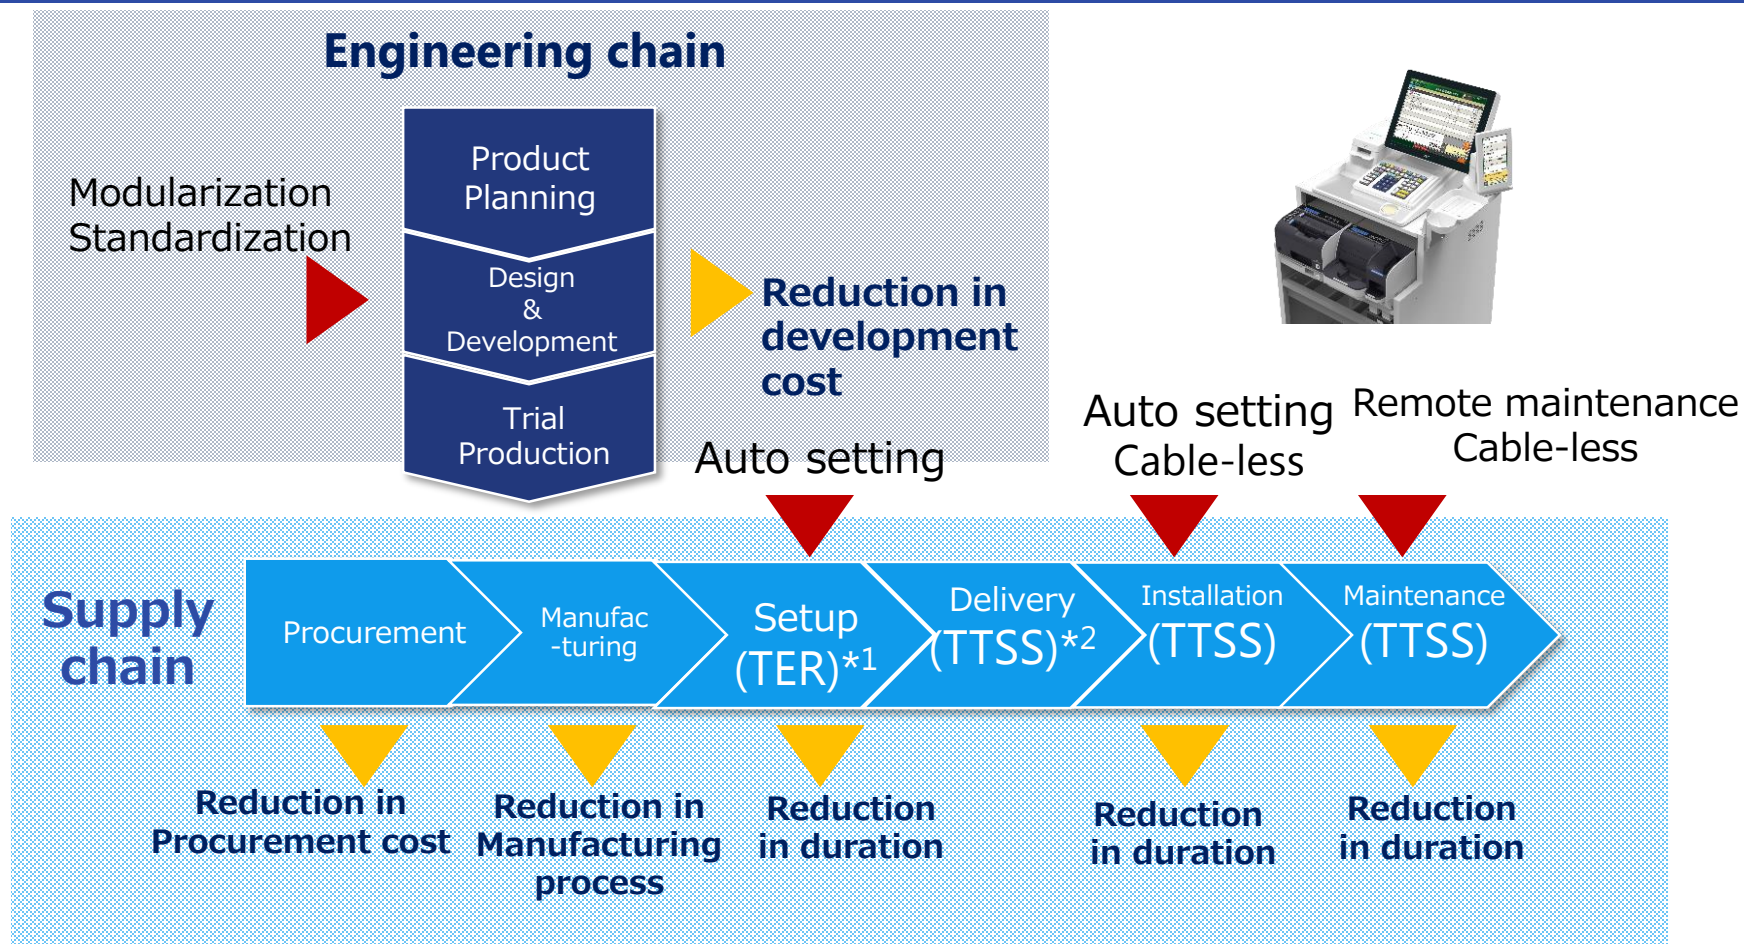 Engineering chain
Modularization
Standardization
Product
Planning
Design
&
Development
Trial
Production
Reduction in
development
cost
Auto setting
Auto setting
Cable-less
Remote maintenance
Cable-less
Supply
chain
Procurement
Manufac
-turing
Setup
(TER)*1
Delivery
(TTSS)*2
Installation
(TTSS)
Maintenance
(TTSS)
Reduction in
Procurement cost
Reduction in
Manufacturing
process
Reduction
in duration
Reduction
in duration
Reduction
in duration